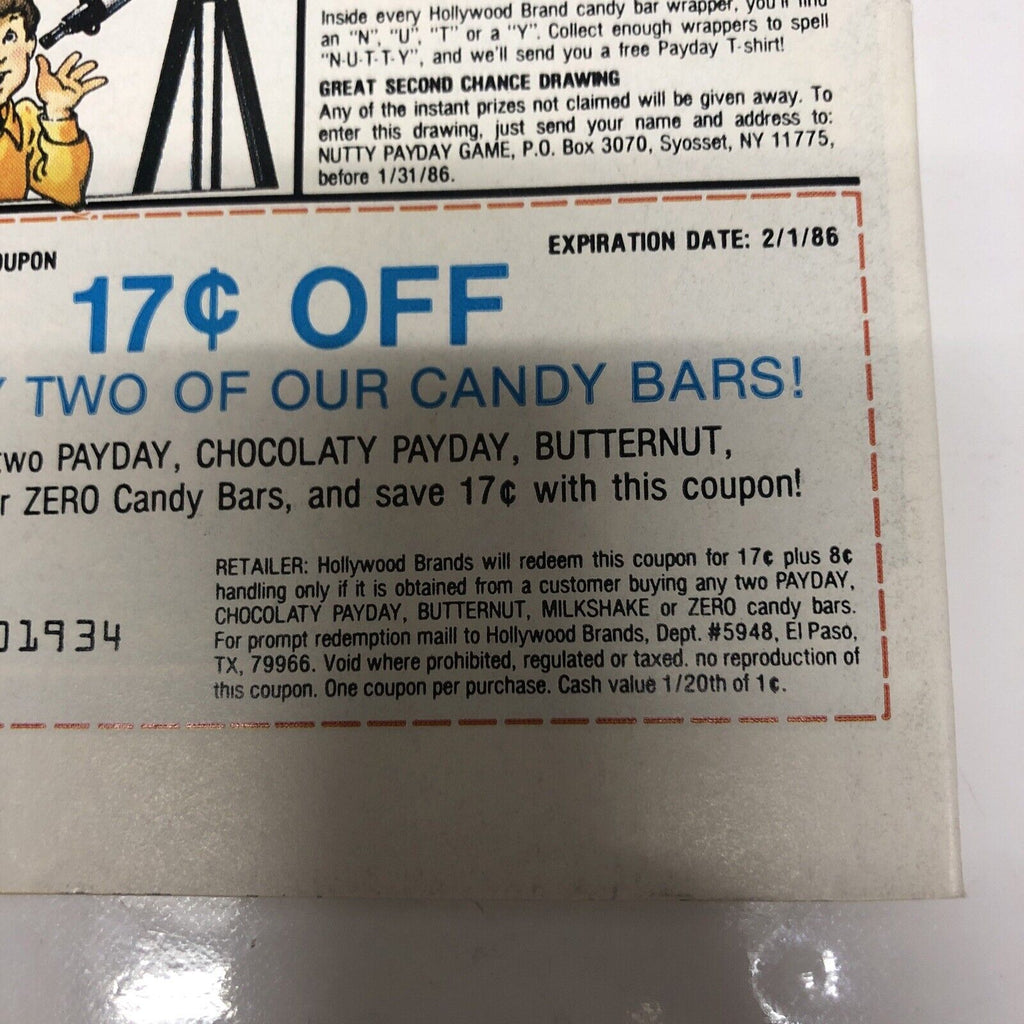 Inside every Hollywood Brand candy bar wrapper, you'll find
an "N", "U", "T" or a "Y". Collect enough wrappers to spell
"N-U-T-T-Y", and we'll send you a free Payday T-shirt!
GREAT SECOND CHANCE DRAWING
Any of the instant prizes not claimed will be given away. To
enter this drawing, just send your name and address to:
NUTTY PAYDAY GAME, P.O. Box 3070, Syosset, NY 11775,
before 1/31/86.
OUPON
EXPIRATION DATE: 2/1/86
17¢ OFF
Y TWO OF OUR CANDY BARS!
two PAYDAY, CHOCOLATY PAYDAY, BUTTERNUT,
r ZERO Candy Bars, and save 17¢ with this coupon!
RETAILER: Hollywood Brands will redeem this coupon for 17¢ plus 8¢
handling only if it is obtained from a customer buying any two PAYDAY,
CHOCOLATY PAYDAY, BUTTERNUT, MILKSHAKE or ZERO candy bars.
For prompt redemption maill to Hollywood Brands, Dept. #5948, El Paso,
TX, 79966. Void where prohibited, regulated or taxed. no reproduction of
this coupon. One coupon per purchase. Cash value 1/20th of 1¢.
01934